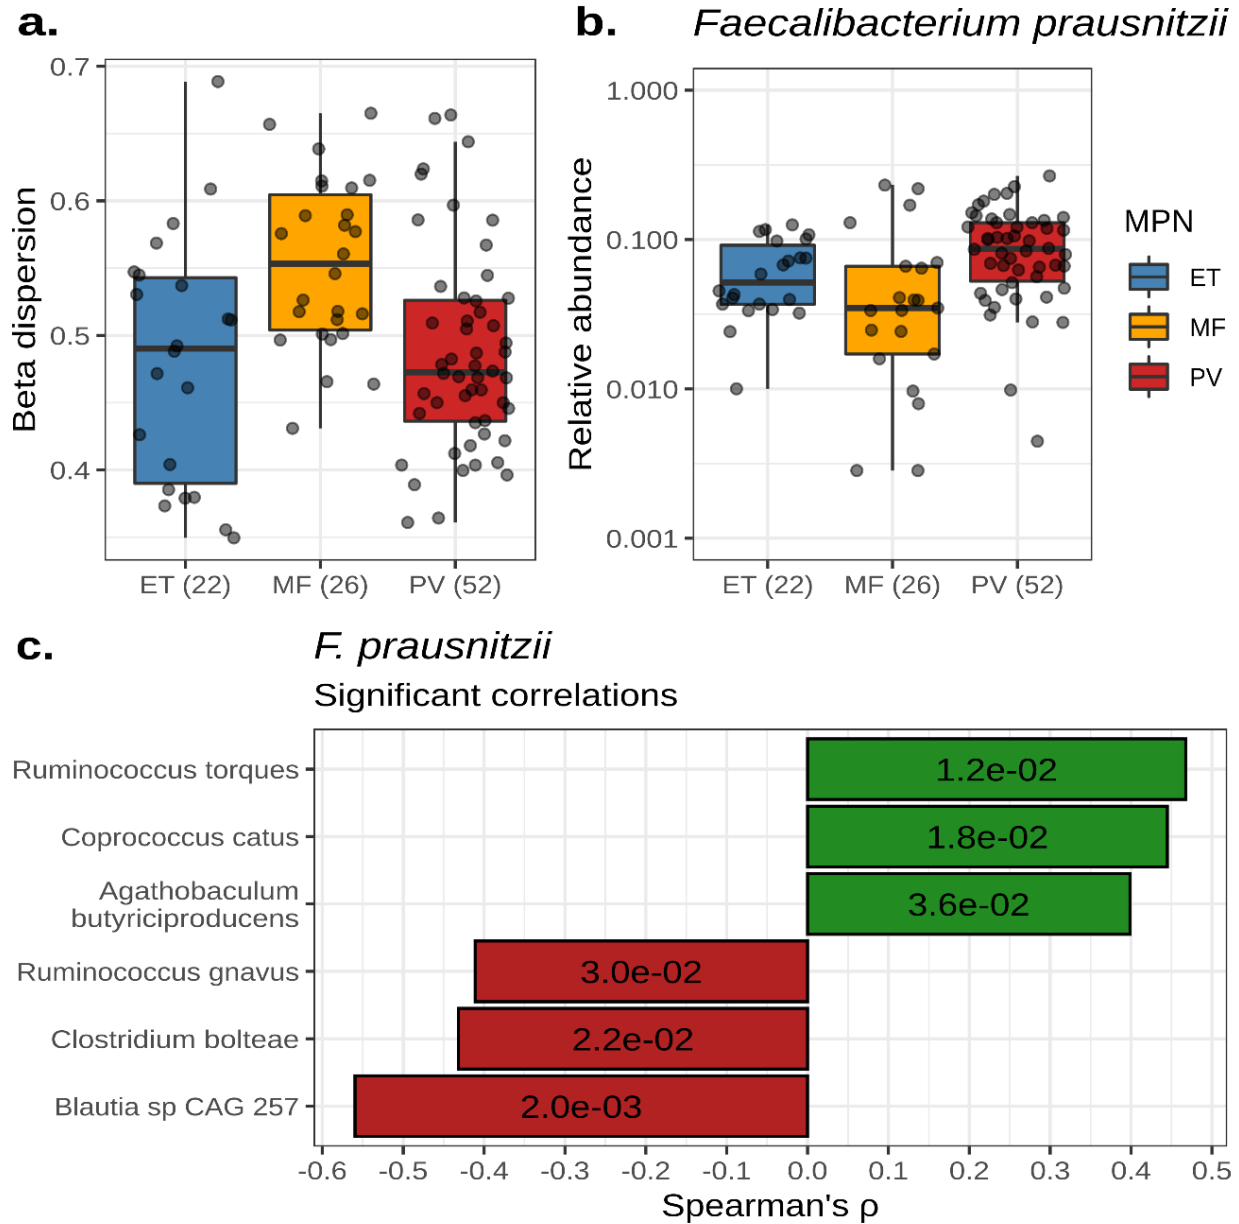 a.
Beta dispersion
0.7
0.6
0.5
0.4
ET (22)
MF (26)
PV (52)
b.
Faecalibacterium prausnitzii
Relative abundance
1.000
0.100
0.010
0.001
ET (22)
MF (26)
PV (52)
MPN
ET
MF
PV
c.
F. prausnitzii
Significant correlations
Ruminococcus torques
1.2e-02
Coprococcus catus
1.8e-02
Agathobaculum
butyriciproducens
3.6e-02
Ruminococcus gnavus
3.0e-02
Clostridium bolteae
2.2e-02
Blautia sp CAG 257
2.0e-03
-0.6 -0.5 -0.4 -0.3 -0.2 -0.1 0.0 0.1 0.2 0.3 0.4 0.5
Spearman's ρ